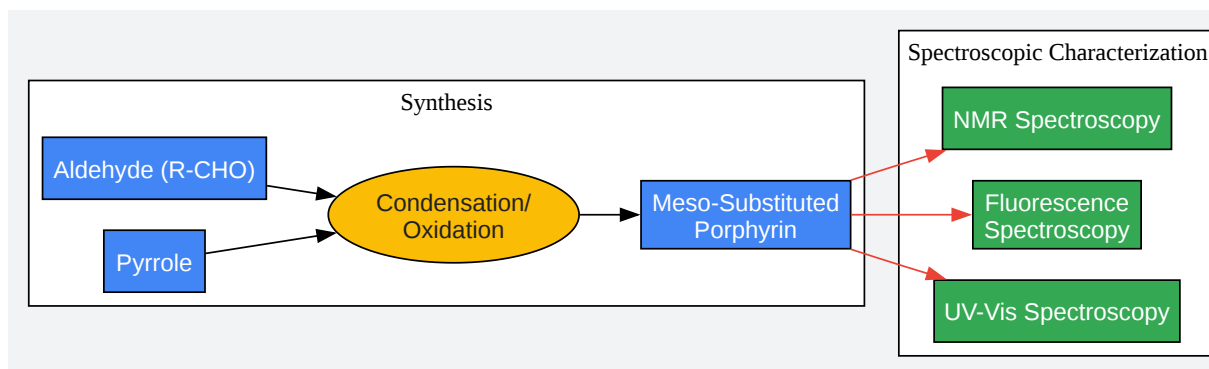 Synthesis
Aldehyde (R-CHO)
Pyrrole
Condensation/
Oxidation
Meso-Substituted
Porphyrin
Spectroscopic Characterization
NMR Spectroscopy
Fluorescence
Spectroscopy
UV-Vis Spectroscopy